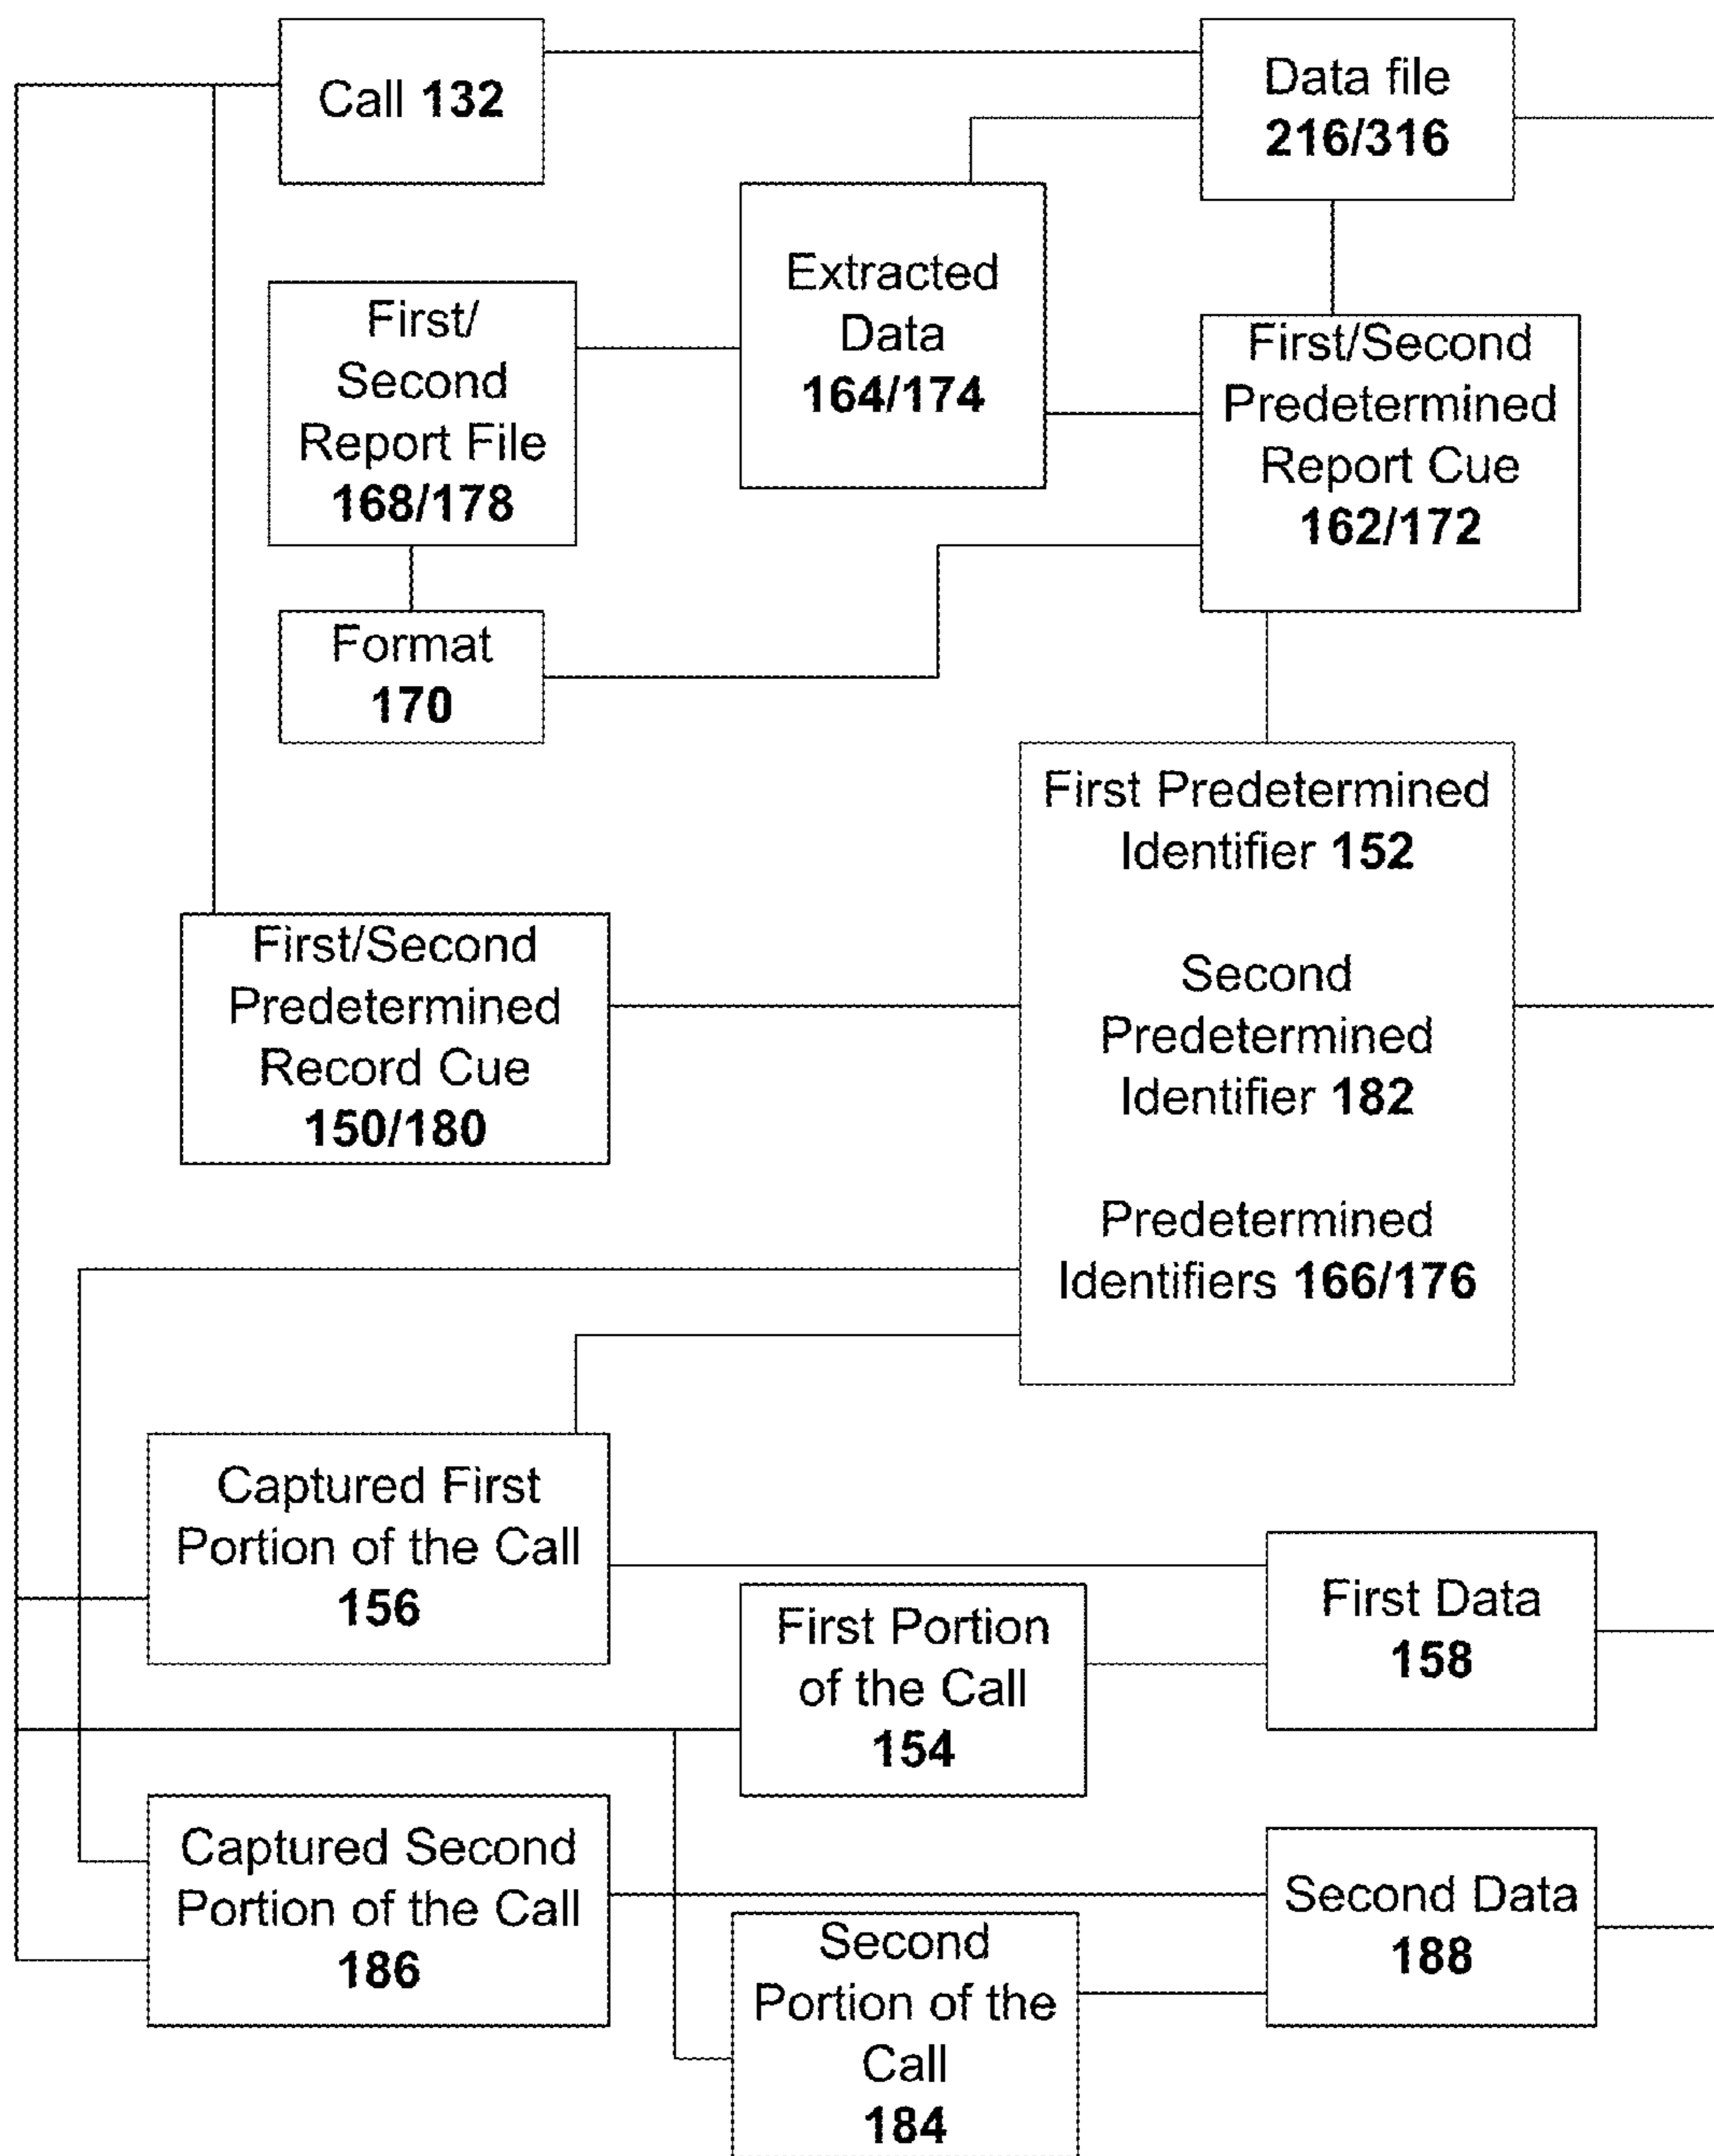 Call 132
Data file
216/316
Extracted
Data
164/174
First/
Second
Report File
168/178
First/Second
Predetermined
Report Cue
162/172
Format
170
First Predetermined
Identifier 152
Second
Predetermined
Identifier 182
Predetermined
Identifiers 166/176
First/Second
Predetermined
Record Cue
150/180
Captured First
Portion of the Call
156
First Portion
of the Call
154
First Data
158
Captured Second
Portion of the Call
186
Second
Portion of the
Call
184
Second Data
188